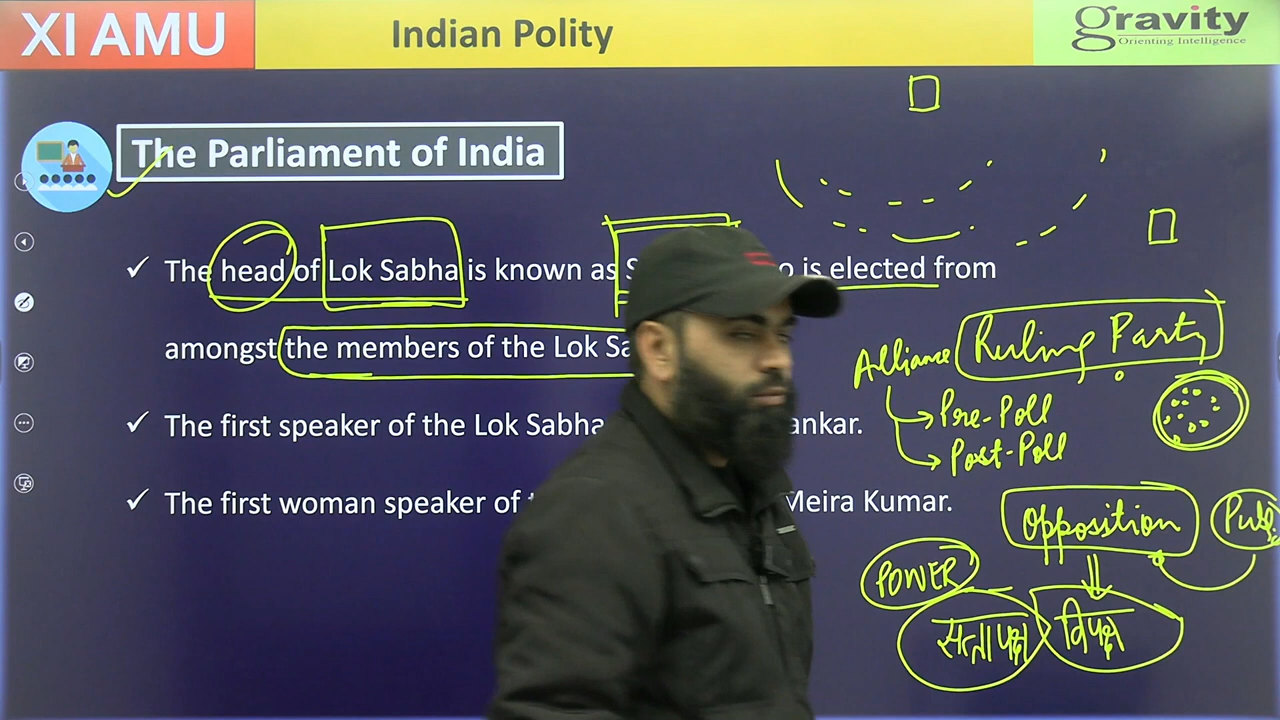 XI AMU
Indian Polity
gravity
Orienting Intelligence
The Parliament of India
✓ The head of Lok Sabha is known as S o is elected from
amongst the members of the Lok Sa
✓ The first speaker of the Lok Sabha ankar.
✓ The first woman speaker of t Meira Kumar.
Alliance Ruling Party
Pre-Poll
Post-Poll
Opposition
Publi
POWER
सत्तापक्ष विपक्ष